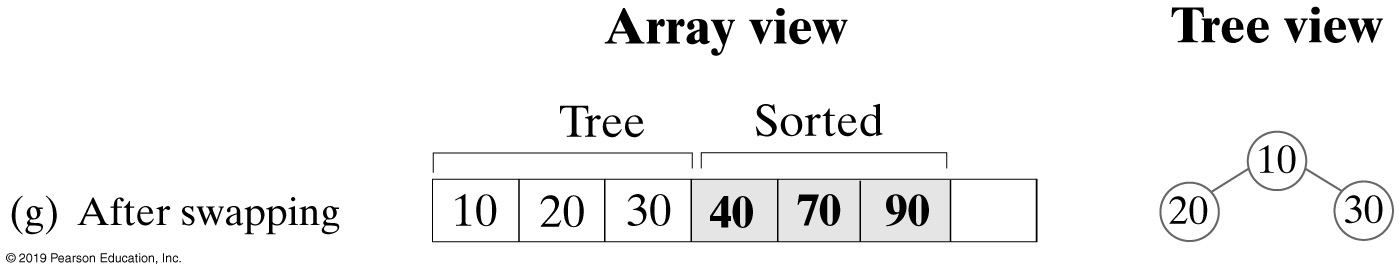 Array view
Tree view
Tree Sorted
(g) After swapping
10 20 30 40 70 90
10
20 30
© 2019 Pearson Education, Inc.